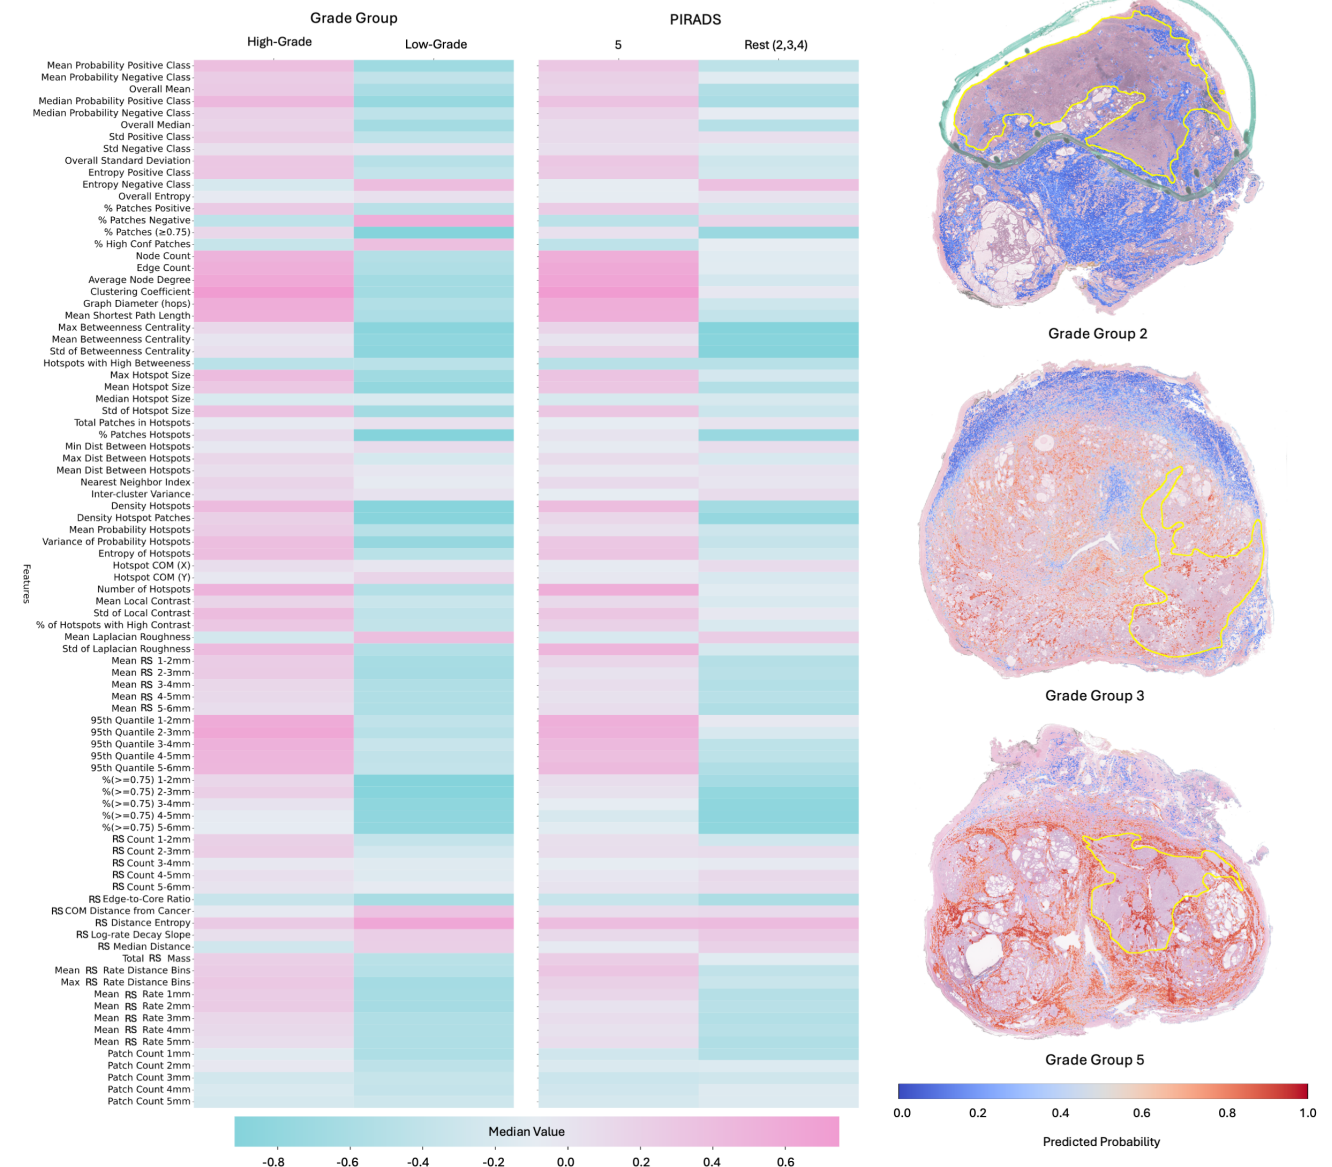 Grade Group
PIRADS
High-Grade
Low-Grade
5
Rest (2,3,4)
Features
Mean Probability Positive Class
Mean Probability Negative Class
Overall Mean
Median Probability Positive Class
Median Probability Negative Class
Overall Median
Std Positive Class
Std Negative Class
Overall Standard Deviation
Entropy Positive Class
Entropy Negative Class
Overall Entropy
% Patches Positive
% Patches Negative
% Patches (≥0.75)
% High Conf Patches
Node Count
Edge Count
Average Node Degree
Clustering Coefficient
Graph Diameter (hops)
Mean Shortest Path Length
Max Betweenness Centrality
Mean Betweenness Centrality
Std of Betweenness Centrality
Hotspots with High Betweeness
Max Hotspot Size
Mean Hotspot Size
Median Hotspot Size
Std of Hotspot Size
Total Patches in Hotspots
% Patches Hotspots
Min Dist Between Hotspots
Max Dist Between Hotspots
Mean Dist Between Hotspots
Nearest Neighbor Index
Inter-cluster Variance
Density Hotspots
Density Hotspot Patches
Mean Probability Hotspots
Variance of Probability Hotspots
Entropy of Hotspots
Hotspot COM (X)
Hotspot COM (Y)
Number of Hotspots
Mean Local Contrast
Std of Local Contrast
% of Hotspots with High Contrast
Mean Laplacian Roughness
Std of Laplacian Roughness
Mean RS 1-2mm
Mean RS 2-3mm
Mean RS 3-4mm
Mean RS 4-5mm
Mean RS 5-6mm
95th Quantile 1-2mm
95th Quantile 2-3mm
95th Quantile 3-4mm
95th Quantile 4-5mm
95th Quantile 5-6mm
%(>=0.75) 1-2mm
%(>=0.75) 2-3mm
%(>=0.75) 3-4mm
%(>=0.75) 4-5mm
%(>=0.75) 5-6mm
RS Count 1-2mm
RS Count 2-3mm
RS Count 3-4mm
RS Count 4-5mm
RS Count 5-6mm
RS Edge-to-Core Ratio
RS COM Distance from Cancer
RS Distance Entropy
RS Log-rate Decay Slope
RS Median Distance
Total RS Mass
Mean RS Rate Distance Bins
Max RS Rate Distance Bins
Mean RS Rate 1mm
Mean RS Rate 2mm
Mean RS Rate 3mm
Mean RS Rate 4mm
Mean RS Rate 5mm
Patch Count 1mm
Patch Count 2mm
Patch Count 3mm
Patch Count 4mm
Patch Count 5mm
Median Value
-0.8 -0.6 -0.4 -0.2 0.0 0.2 0.4 0.6
Grade Group 2
Grade Group 3
Grade Group 5
0.0 0.2 0.4 0.6 0.8 1.0
Predicted Probability